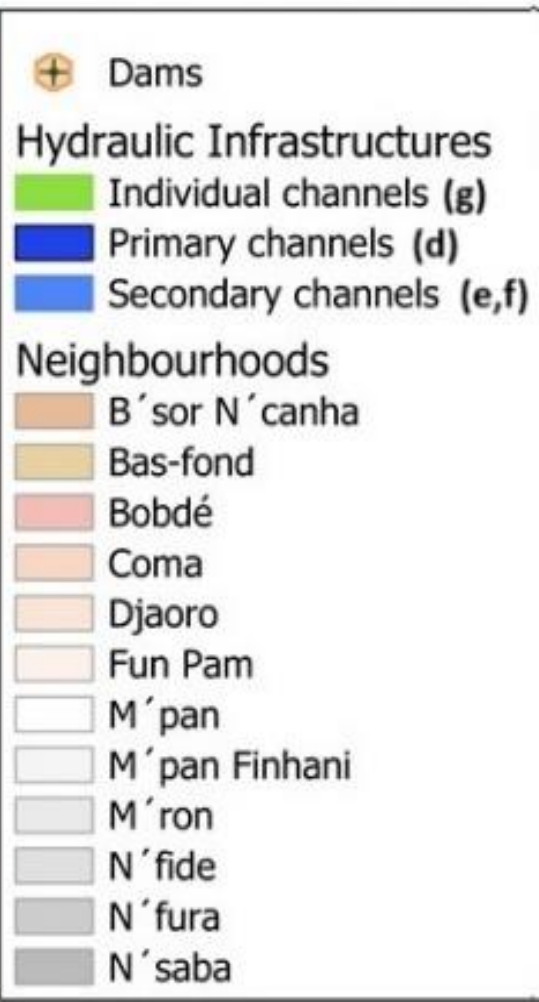 Dams
Hydraulic Infrastructures
Individual channels (g)
Primary channels (d)
Secondary channels (e,f)
Neighbourhoods
B´sor N´canha
Bas-fond
Bobdé
Coma
Djaoro
Fun Pam
M´pan
M´pan Finhani
M´ron
N´fide
N´fura
N´saba